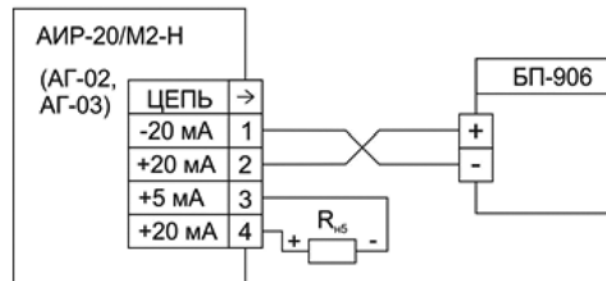 АИР-20/М2-Н
(АГ-02,
АГ-03)
ЦЕПЬ →
-20 мА 1
+20 мА 2
+5 мА 3
+20 мА 4
БП-906
+
-
Rн5
+ -